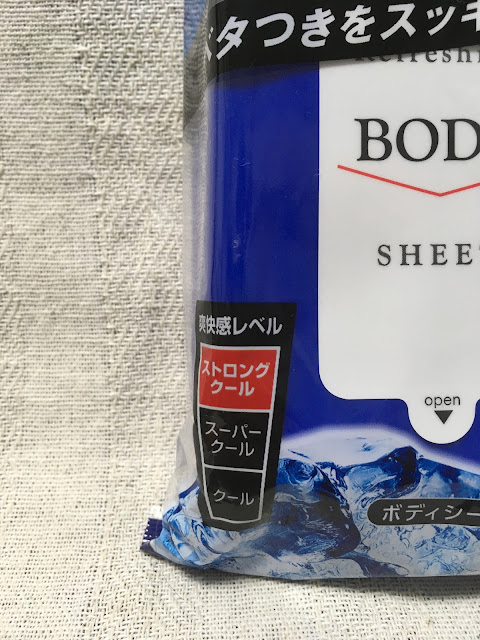 ベタつきをスッキ
Refreshi
BOD
SHEE
open
爽快感レベル
ストロング
クール
スーパー
クール
クール
ボディシー